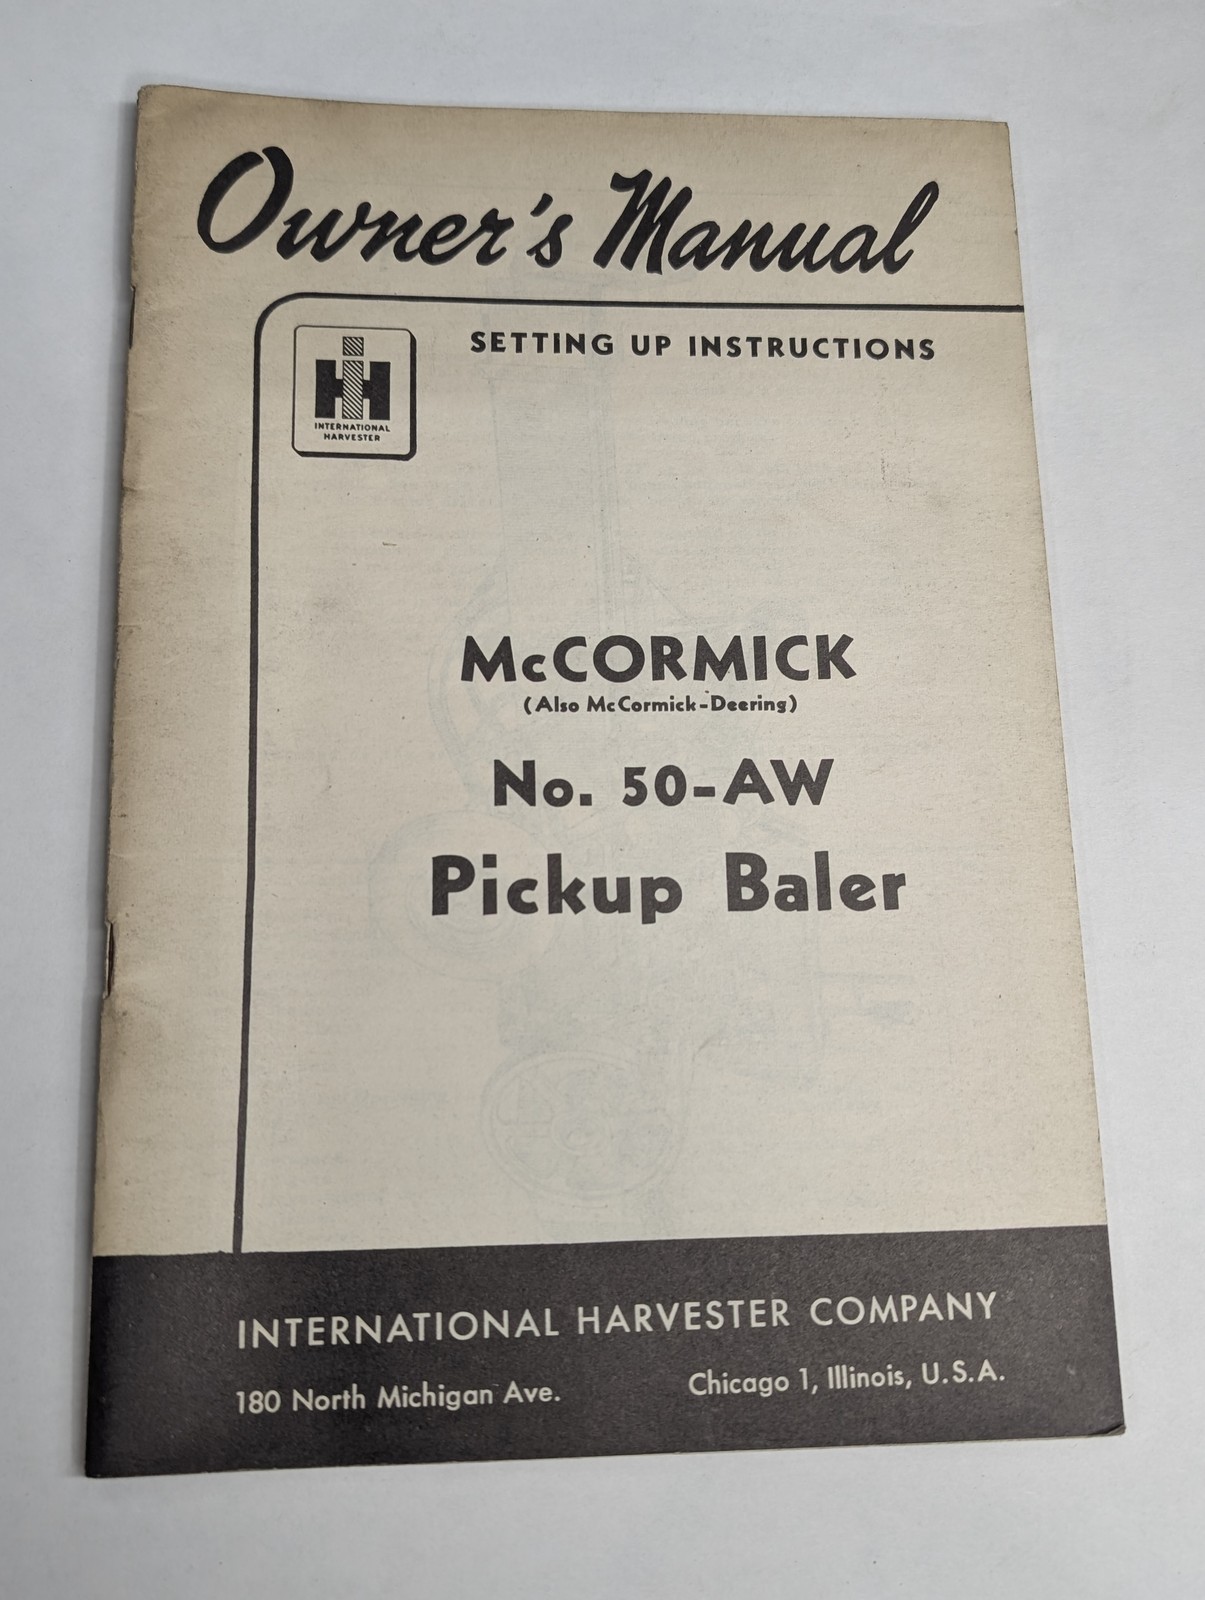 Owner's Manual
SETTING UP INSTRUCTIONS
IH
INTERNATIONAL
HARVESTER
McCORMICK
(Also McCormick-Deering)
No. 50-AW
Pickup Baler
INTERNATIONAL HARVESTER COMPANY
180 North Michigan Ave. Chicago 1, Illinois, U.S.A.